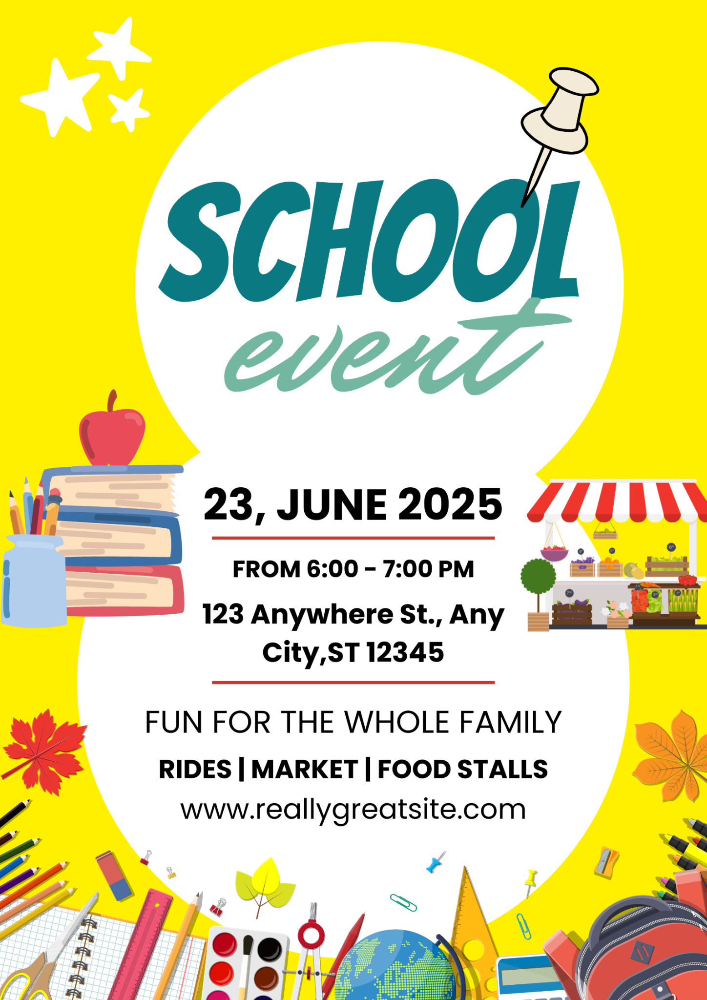 SCHOOL
event
23, JUNE 2025
FROM 6:00 - 7:00 PM
123 Anywhere St., Any
City,ST 12345
FUN FOR THE WHOLE FAMILY
RIDES | MARKET | FOOD STALLS
www.reallygreatsite.com